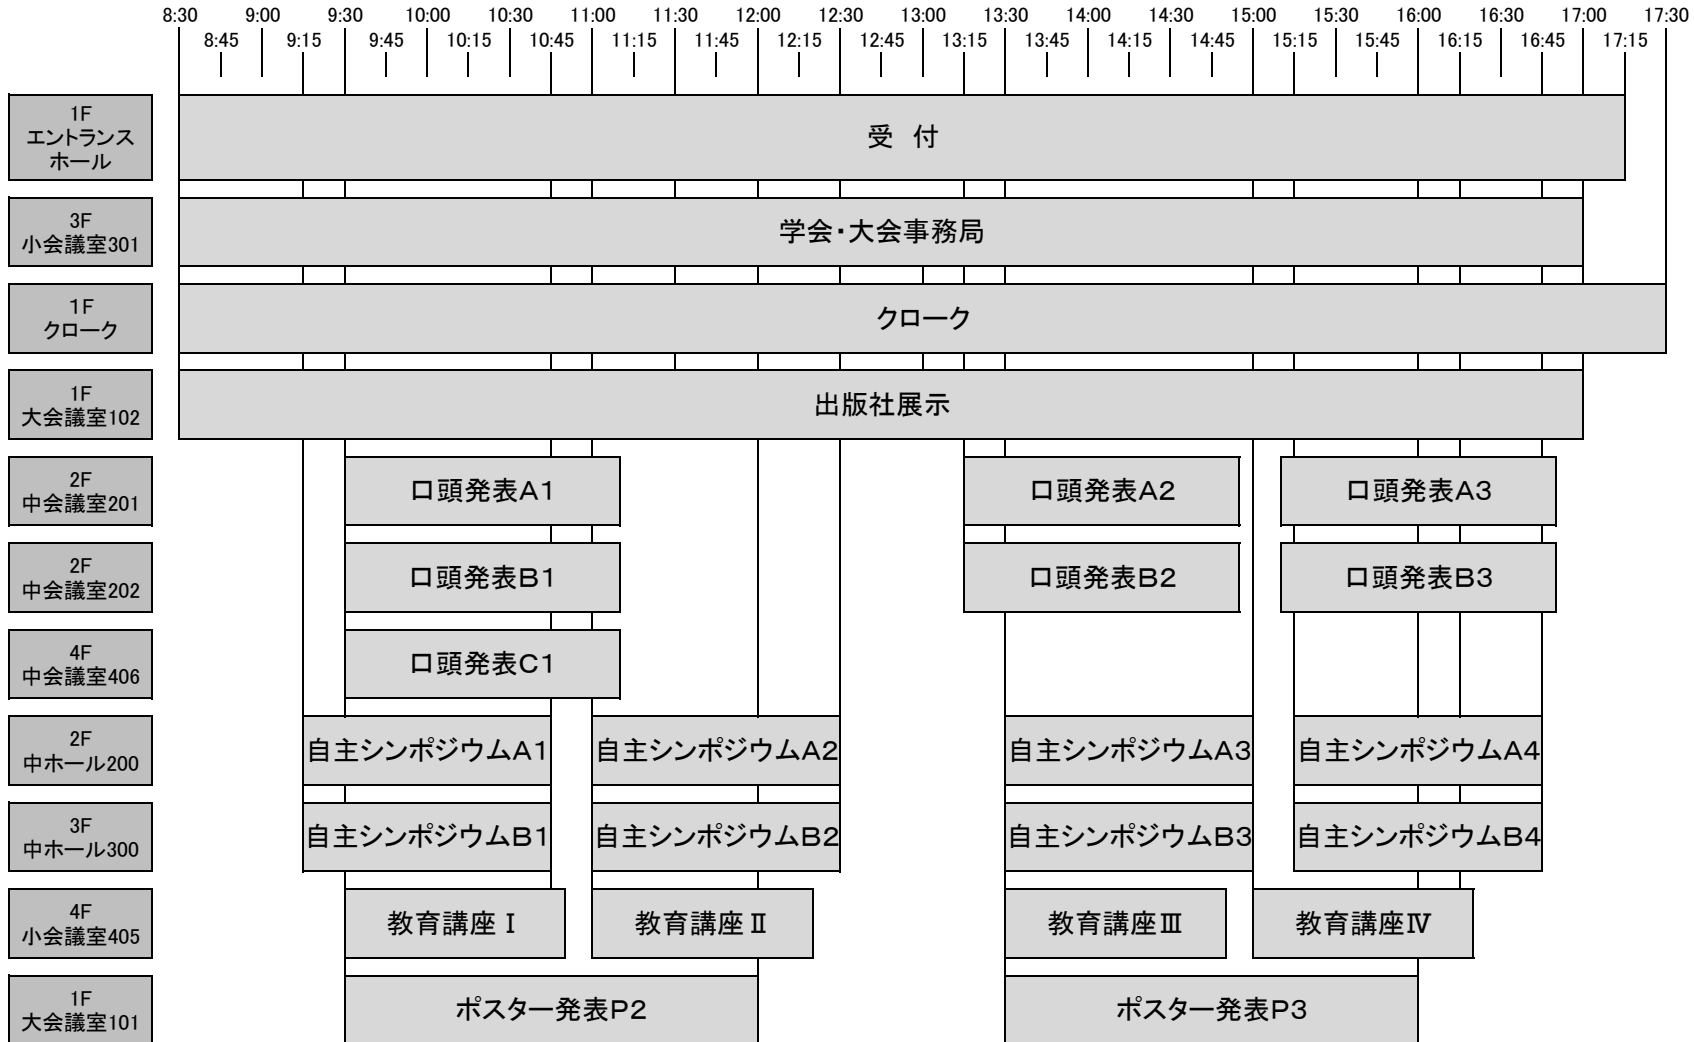 8:30 9:00 9:30 10:00 10:30 11:00 11:30 12:00 12:30 13:00 13:30 14:00 14:30 15:00 15:30 16:00 16:30 17:00 17:30
8:45 9:15 9:45 10:15 10:45 11:15 11:45 12:15 12:45 13:15 13:45 14:15 14:45 15:15 15:45 16:15 16:45 17:15
1F
エントランス
ホール
受 付
3F
小会議室301
学会・大会事務局
1F
クローク
クローク
1F
大会議室102
出版社展示
2F
中会議室201
口頭発表A1 口頭発表A2 口頭発表A3
2F
中会議室202
口頭発表B1 口頭発表B2 口頭発表B3
4F
中会議室406
口頭発表C1
2F
中ホール200
自主シンポジウムA1 自主シンポジウムA2 自主シンポジウムA3 自主シンポジウムA4
3F
中ホール300
自主シンポジウムB1 自主シンポジウムB2 自主シンポジウムB3 自主シンポジウムB4
4F
小会議室405
教育講座Ⅰ 教育講座Ⅱ 教育講座Ⅲ 教育講座Ⅳ
1F
大会議室101
ポスター発表P2 ポスター発表P3